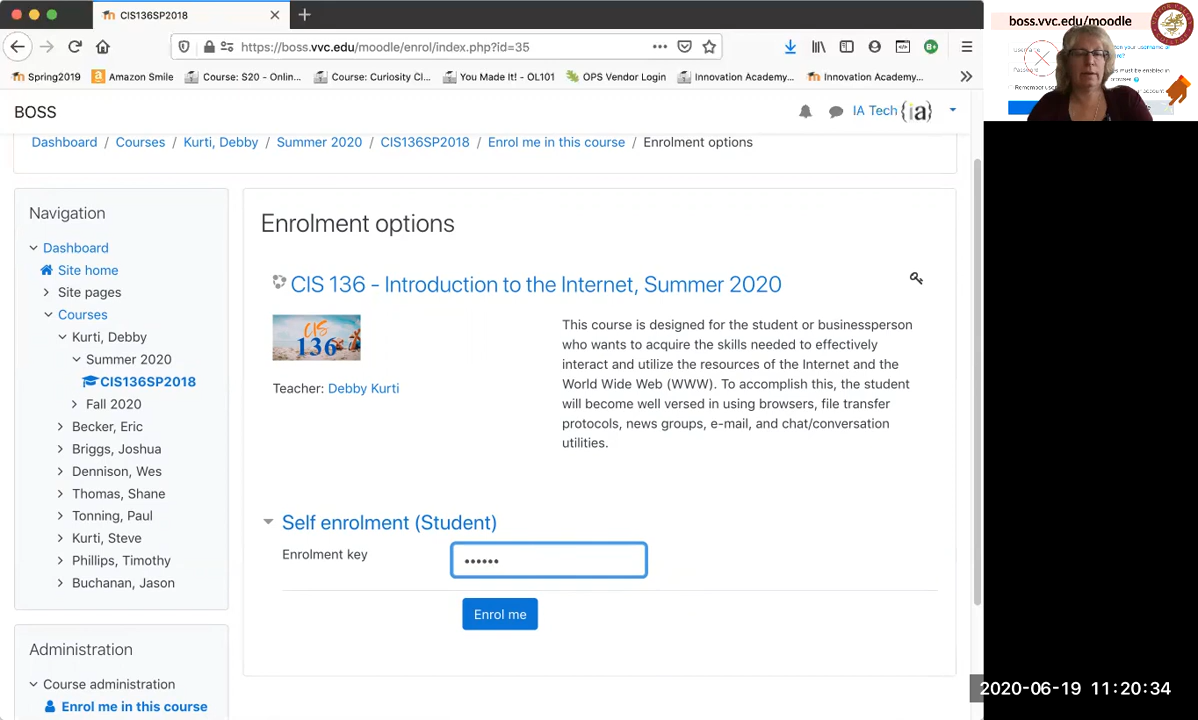 CIS136SP2018
https://boss.vvc.edu/moodle/enrol/index.php?id=35
Spring2019
Amazon Smile
Course: S20 - Onlin...
Course: Curiosity Cl...
You Made It! - OL101
OPS Vendor Login
Innovation Academy...
Innovation Academy...
BOSS
IA Tech {ia}
Dashboard / Courses / Kurti, Debby / Summer 2020 / CIS136SP2018 / Enrol me in this course / Enrolment options
Navigation
Dashboard
Site home
Site pages
Courses
Kurti, Debby
Summer 2020
CIS136SP2018
Fall 2020
Becker, Eric
Briggs, Joshua
Dennison, Wes
Thomas, Shane
Tonning, Paul
Kurti, Steve
Phillips, Timothy
Buchanan, Jason
Administration
Course administration
Enrol me in this course
Enrolment options
CIS 136 - Introduction to the Internet, Summer 2020
CIS
136
Teacher: Debby Kurti
This course is designed for the student or businessperson
who wants to acquire the skills needed to effectively
interact and utilize the resources of the Internet and the
World Wide Web (WWW). To accomplish this, the student
will become well versed in using browsers, file transfer
protocols, news groups, e-mail, and chat/conversation
utilities.
Self enrolment (Student)
Enrolment key
••••••
Enrol me
boss.vvc.edu/moodle
Remember
2020-06-19 11:20:34